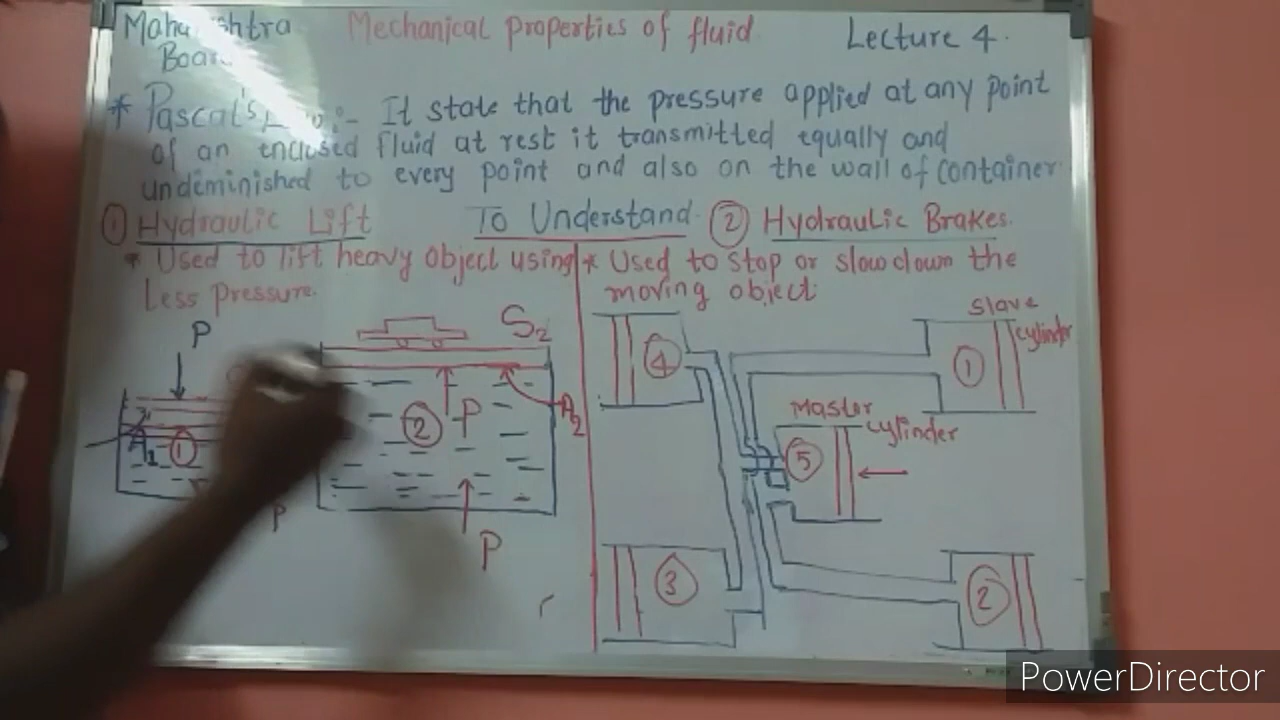 Maharashtra Mechanical properties of fluid Lecture 4.
Board
* Pascal's Law:- It state that the pressure applied at any point
of an enclosed fluid at rest it transmitted equally and
undeminished to every point and also on the wall of container
① Hydraulic Lift To Understand. ② Hydraulic Brakes.
* Used to lift heavy object using
Less pressure.
* Used to stop or slow down the
moving object
P
S2
A1
①
②
P
A2
P
P
④
Slave
cylinder
①
Master
cylinder
⑤
③
②
PowerDirector